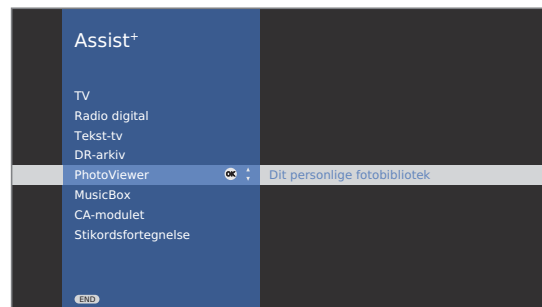 Assist+
TV
Radio digital
Tekst-tv
DR-arkiv
PhotoViewer OK Dit personlige fotobibliotek
MusicBox
CA-modulet
Stikordsfortegnelse
END